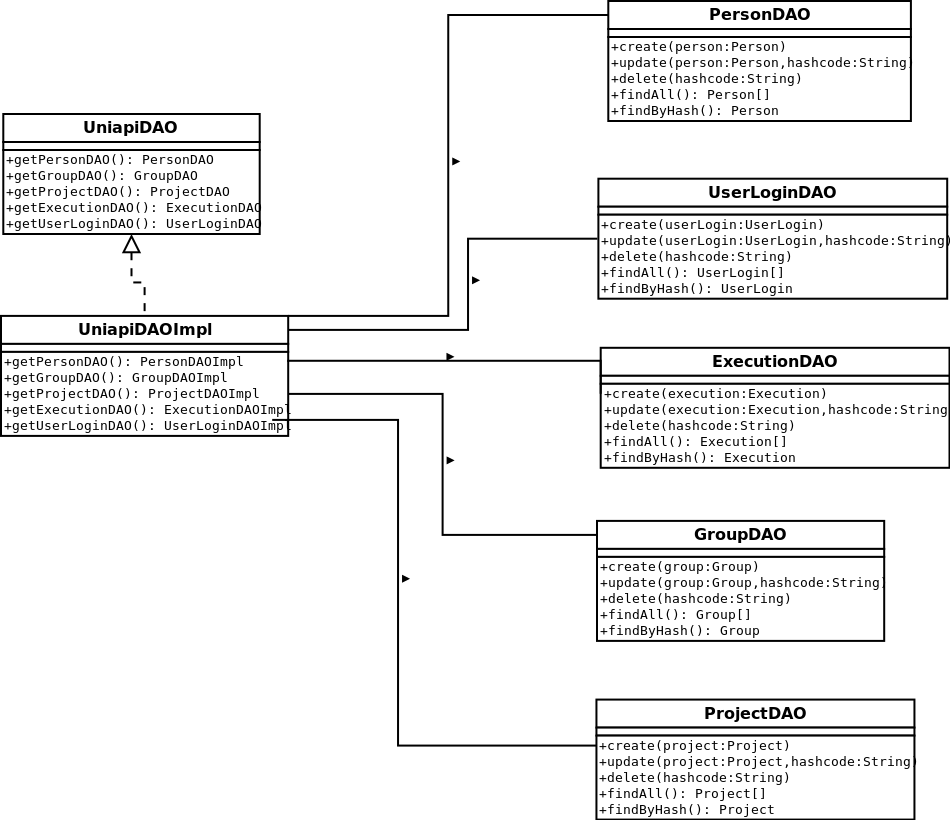 PersonDAO
+create(person:Person)
+update(person:Person,hashcode:String)
+delete(hashcode:String)
+findAll(): Person[]
+findByHash(): Person
UniapiDAO
+getPersonDAO(): PersonDAO
+getGroupDAO(): GroupDAO
+getProjectDAO(): ProjectDAO
+getExecutionDAO(): ExecutionDAO
+getUserLoginDAO(): UserLoginDAO
UserLoginDAO
+create(userLogin:UserLogin)
+update(userLogin:UserLogin,hashcode:String)
+delete(hashcode:String)
+findAll(): UserLogin[]
+findByHash(): UserLogin
UniapiDAOImpl
+getPersonDAO(): PersonDAOImpl
+getGroupDAO(): GroupDAOImpl
+getProjectDAO(): ProjectDAOImpl
+getExecutionDAO(): ExecutionDAOImpl
+getUserLoginDAO(): UserLoginDAOImpl
ExecutionDAO
+create(execution:Execution)
+update(execution:Execution,hashcode:String
+delete(hashcode:String)
+findAll(): Execution[]
+findByHash(): Execution
GroupDAO
+create(group:Group)
+update(group:Group,hashcode:String)
+delete(hashcode:String)
+findAll(): Group[]
+findByHash(): Group
ProjectDAO
+create(project:Project)
+update(project:Project,hashcode:String)
+delete(hashcode:String)
+findAll(): Project[]
+findByHash(): Project